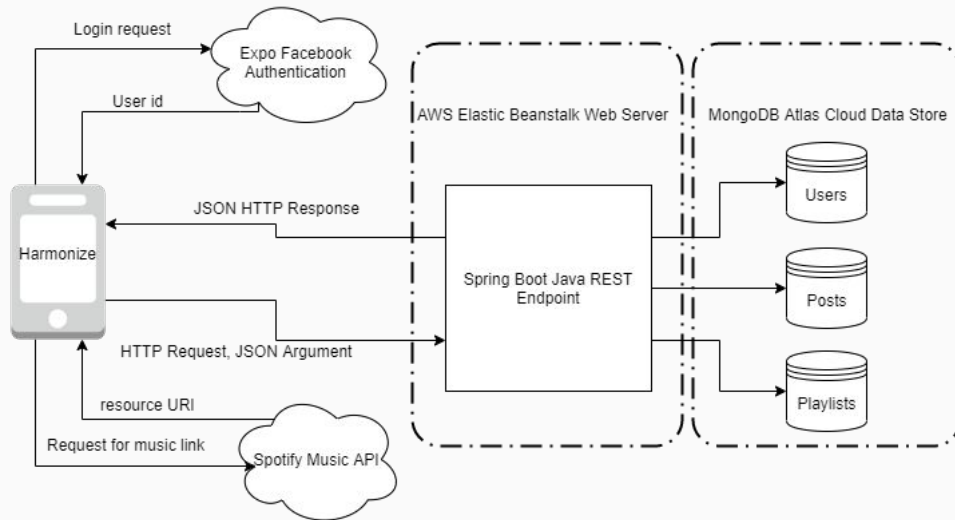 Login request
Expo Facebook
Authentication
User id
AWS Elastic Beanstalk Web Server
MongoDB Atlas Cloud Data Store
Harmonize
JSON HTTP Response
Users
Spring Boot Java REST
Endpoint
Posts
HTTP Request, JSON Argument
resource URI
Playlists
Request for music link
Spotify Music API